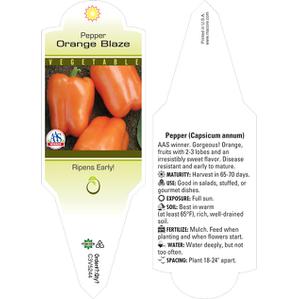 Pepper
Orange Blaze
VEGETABLE
AAS
WINNER
Ripens Early!
Printed in U.S.A.
Pepper (Capsicum annum)
AAS winner. Gorgeous! Orange,
fruits with 2-3 lobes and an
irresistibly sweet flavor. Disease
resistant and early to mature.
MATURITY: Harvest in 65-70 days.
USE: Good in salads, stuffed, or
gourmet dishes.
EXPOSURE: Full sun.
SOIL: Best in warm
(at least 65°F), rich, well-drained
soil.
FERTILIZE: Mulch. Feed when
planting and when flowers start.
WATER: Water deeply, but not
too often.
SPACING: Plant 18-24" apart.